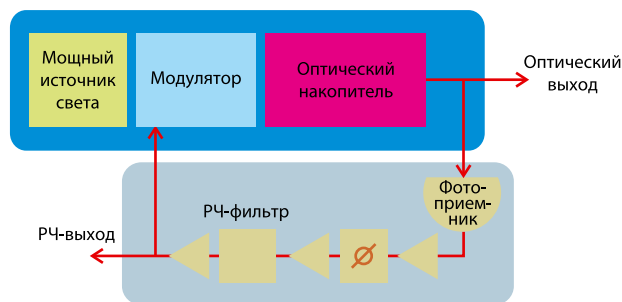 Мощный
источник
света
Модулятор
Оптический
накопитель
Оптический
выход
Фото-
прием-
ник
РЧ-фильтр
РЧ-выход